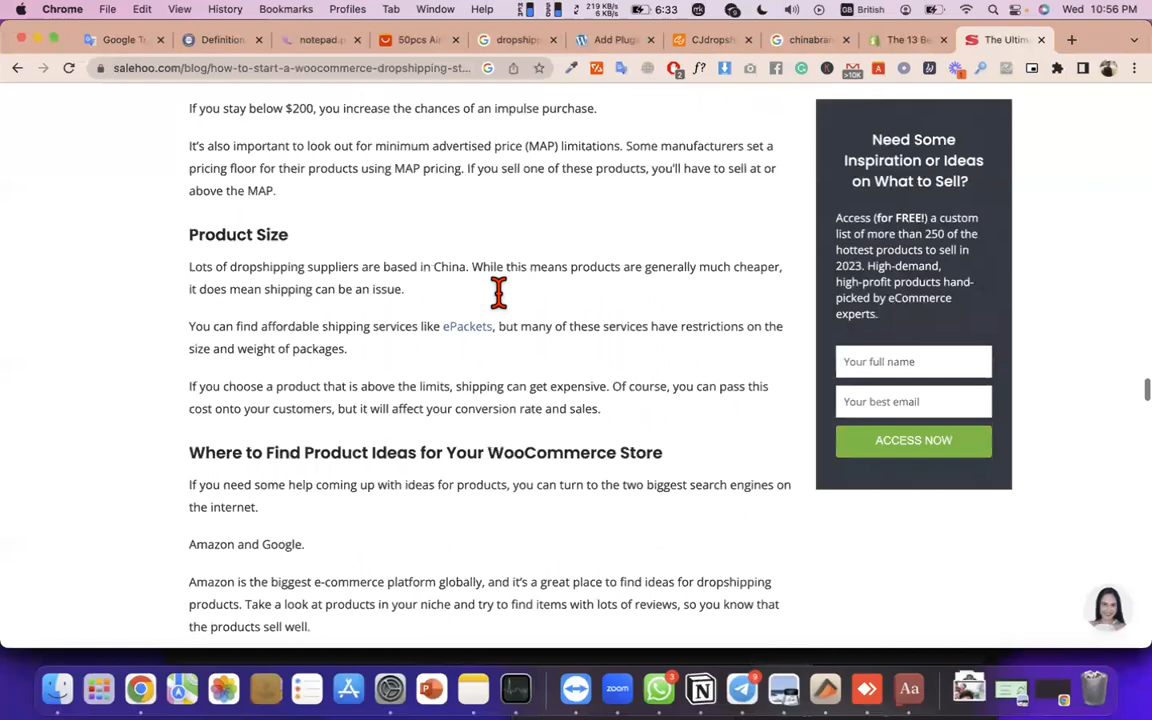 Chrome File Edit View History Bookmarks Profiles Tab Window Help 219 KB/s 6 KB/s 6:33 British Wed 10:56 PM
Google T Definition notepad.p 50pcs Ai dropship Add Plug CJdrops chinabran The 13 Be The Ultim
salehoo.com/blog/how-to-start-a-woocommerce-dropshipping-st...
If you stay below $200, you increase the chances of an impulse purchase.
It's also important to look out for minimum advertised price (MAP) limitations. Some manufacturers set a
pricing floor for their products using MAP pricing. If you sell one of these products, you'll have to sell at or
above the MAP.
Product Size
Lots of dropshipping suppliers are based in China. While this means products are generally much cheaper,
it does mean shipping can be an issue.
You can find affordable shipping services like ePackets, but many of these services have restrictions on the
size and weight of packages.
If you choose a product that is above the limits, shipping can get expensive. Of course, you can pass this
cost onto your customers, but it will affect your conversion rate and sales.
Where to Find Product Ideas for Your WooCommerce Store
If you need some help coming up with ideas for products, you can turn to the two biggest search engines on
the internet.
Amazon and Google.
Amazon is the biggest e-commerce platform globally, and it's a great place to find ideas for dropshipping
products. Take a look at products in your niche and try to find items with lots of reviews, so you know that
the products sell well.
Need Some
Inspiration or Ideas
on What to Sell?
Access (for FREE!) a custom
list of more than 250 of the
hottest products to sell in
2023. High-demand,
high-profit products hand-
picked by eCommerce
experts.
Your full name
Your best email
ACCESS NOW
zoom 3 9 Aa